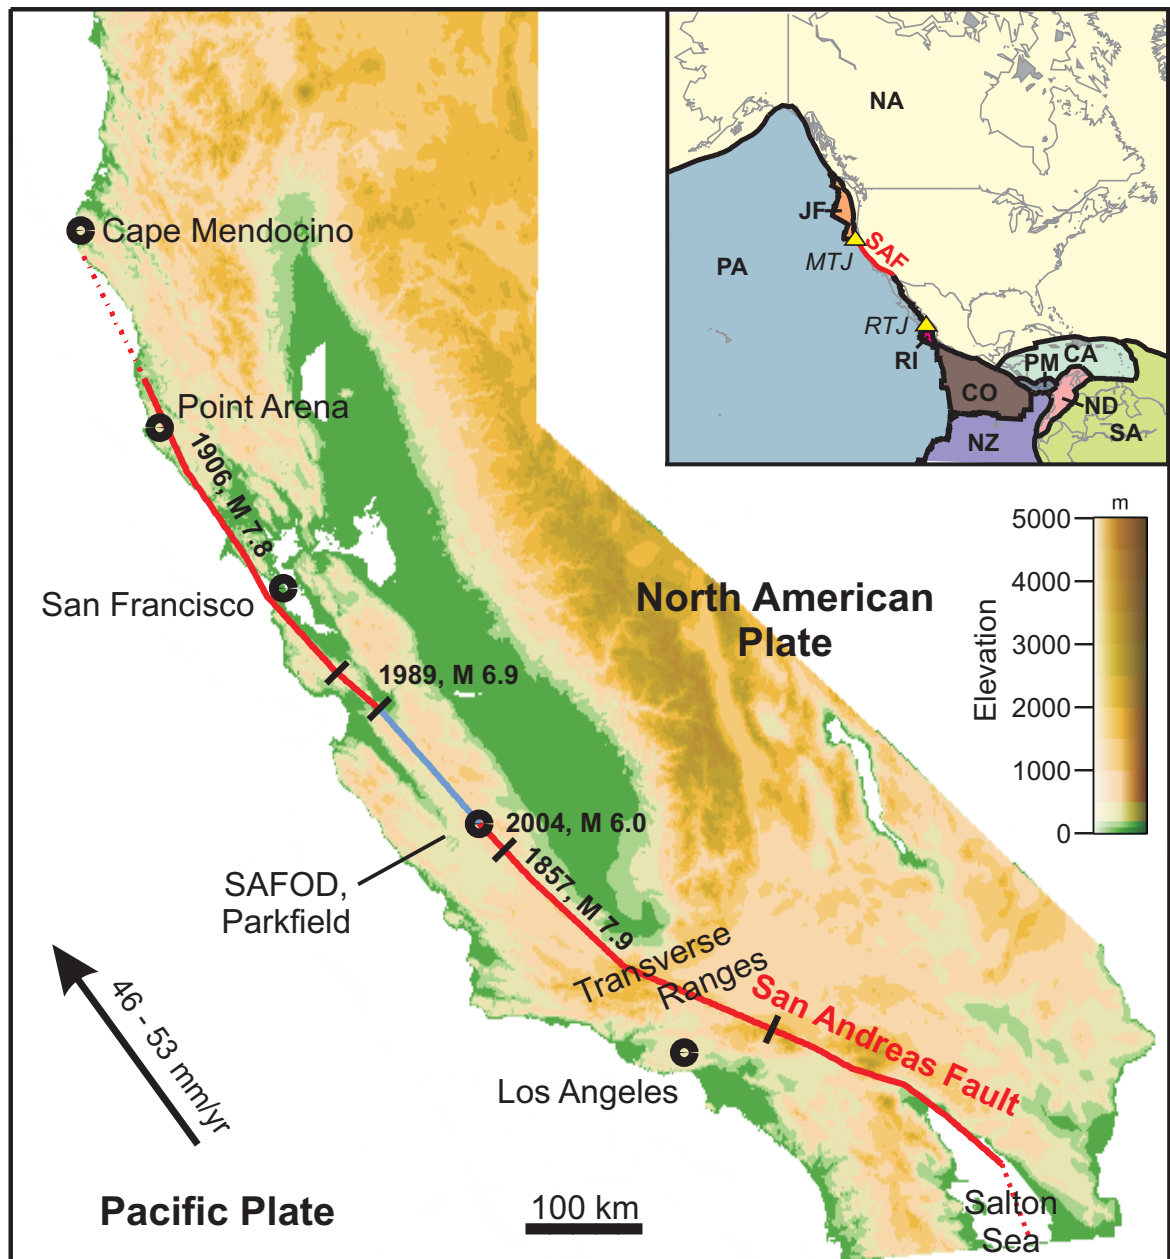 NA
JF
SAF
MTJ
PA
RTJ
RI
PM
CA
CO
ND
NZ
SA
Cape Mendocino
Point Arena
1906, M 7.8
San Francisco
1989, M 6.9
North American
Plate
m
5000
4000
3000
2000
1000
0
Elevation
2004, M 6.0
1857, M 7.9
SAFOD,
Parkfield
Transverse
Ranges
San Andreas Fault
Los Angeles
46 - 53 mm/yr
Pacific Plate
100 km
Salton
Sea